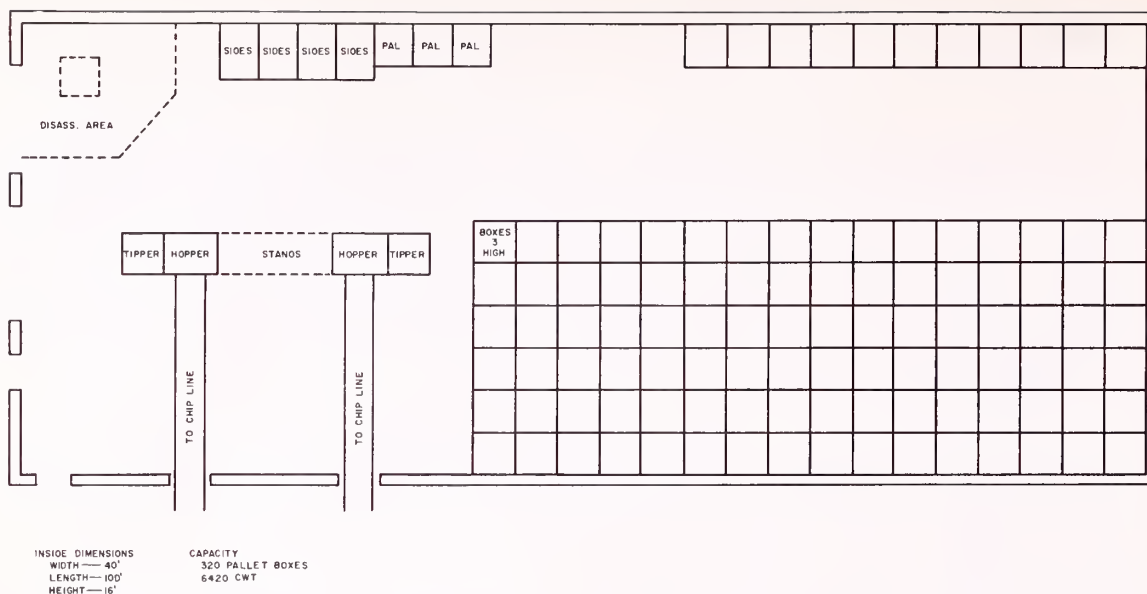 SIDES SIDES SIDES SIDES PAL PAL PAL
DISASS. AREA
BOXES
3
HIGH
TIPPER HOPPER STANDS HOPPER TIPPER
TO CHIP LINE
TO CHIP LINE
INSIDE DIMENSIONS
WIDTH — 40'
LENGTH — 100'
HEIGHT — 16'
CAPACITY
320 PALLET BOXES
6420 CWT